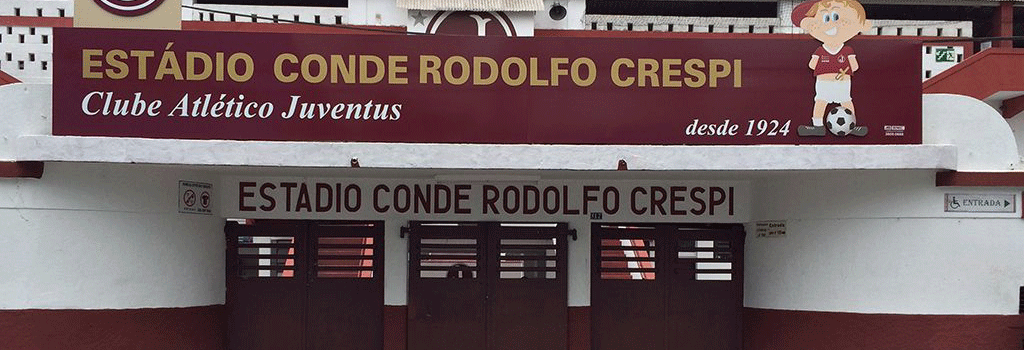 ESTÁDIO CONDE RODOLFO CRESPI
Clube Atlético Juventus
desde 1924
ESTADIO CONDE RODOLFO CRESPI
ENTRADA